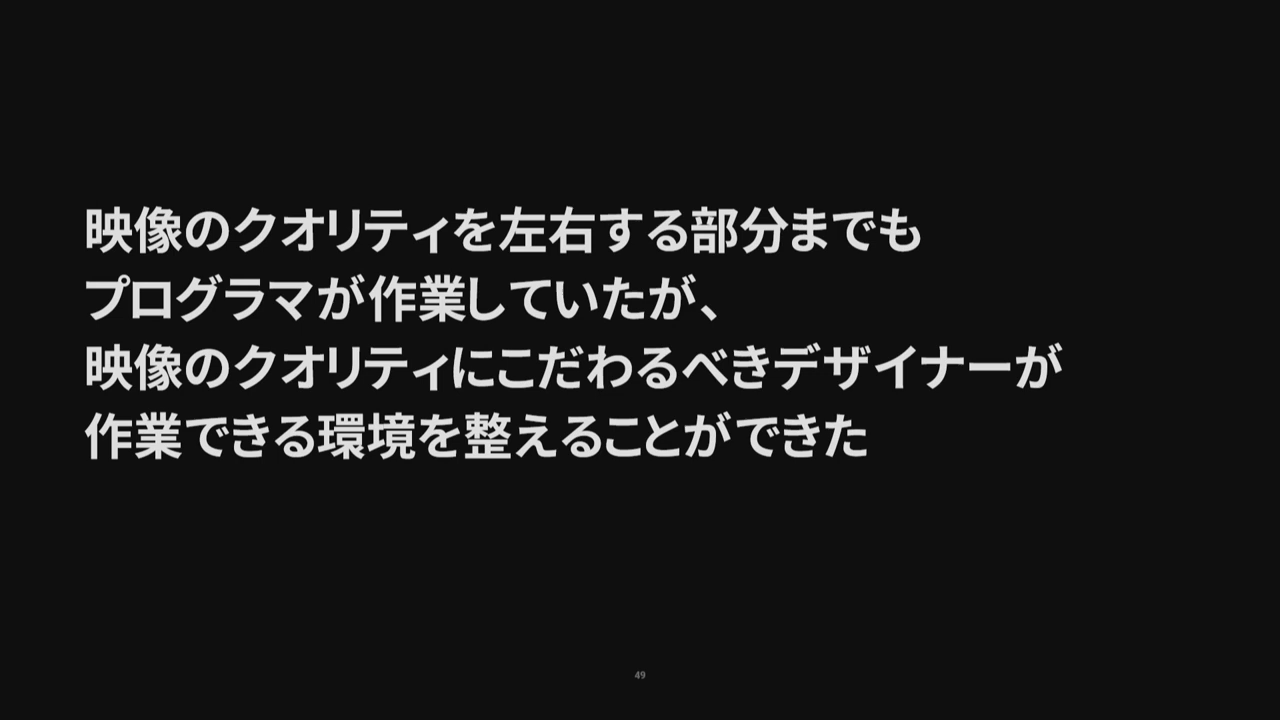 映像のクオリティを左右する部分までも
プログラマが作業していたが、
映像のクオリティにこだわるべきデザイナーが
作業できる環境を整えることができた
49